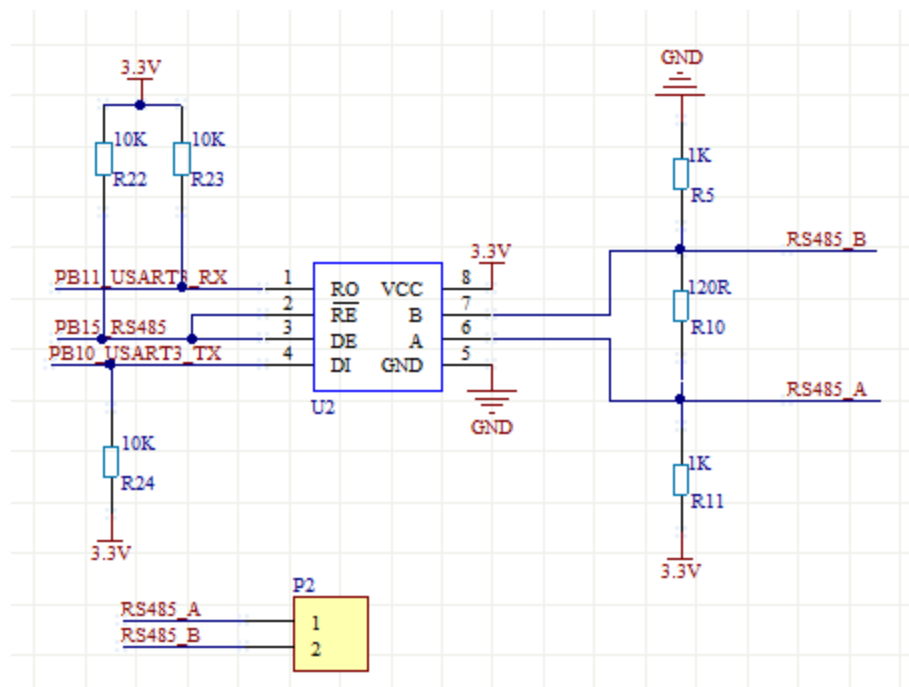 3.3V
10K
R22
10K
R23
PB11_USART3_RX
PB15_RS485
PB10_USART3_TX
10K
R24
3.3V
1
2
3
4
RO
RE
DE
DI
VCC
B
A
GND
8
7
6
5
U2
3.3V
GND
GND
1K
R5
RS485_B
120R
R10
RS485_A
1K
R11
3.3V
P2
RS485_A
RS485_B
1
2